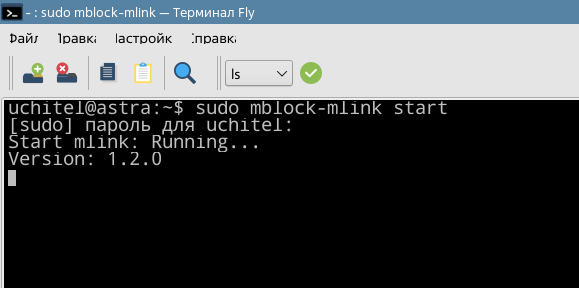 - : sudo mblock-mlink — Терминал Fly
Файл Правка Настройк Справка
ls
uchitel@astra:~$ sudo mblock-mlink start
[sudo] пароль для uchitel:
Start mlink: Running...
Version: 1.2.0